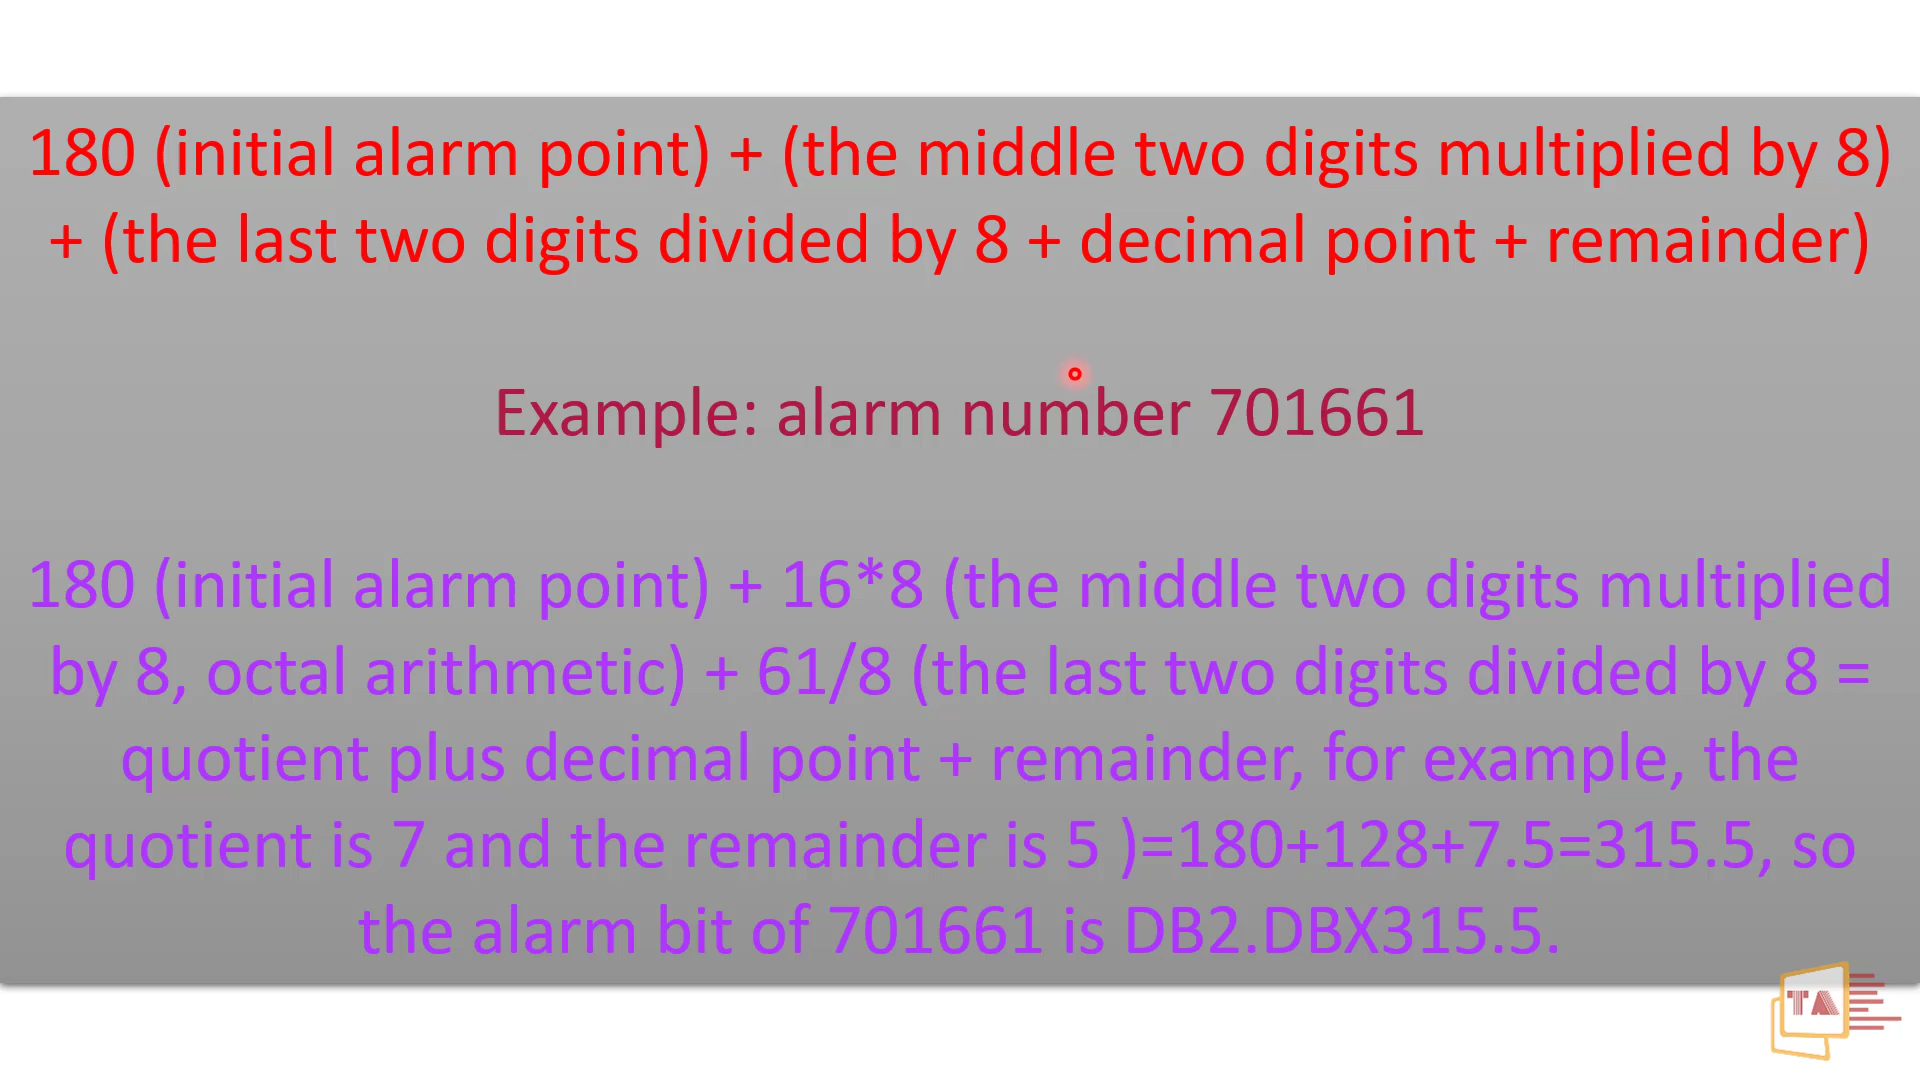 180 (initial alarm point) + (the middle two digits multiplied by 8)
+ (the last two digits divided by 8 + decimal point + remainder)
Example: alarm number 701661
180 (initial alarm point) + 16*8 (the middle two digits multiplied
by 8, octal arithmetic) + 61/8 (the last two digits divided by 8 =
quotient plus decimal point + remainder, for example, the
quotient is 7 and the remainder is 5 )=180+128+7.5=315.5, so
the alarm bit of 701661 is DB2.DBX315.5.
TA